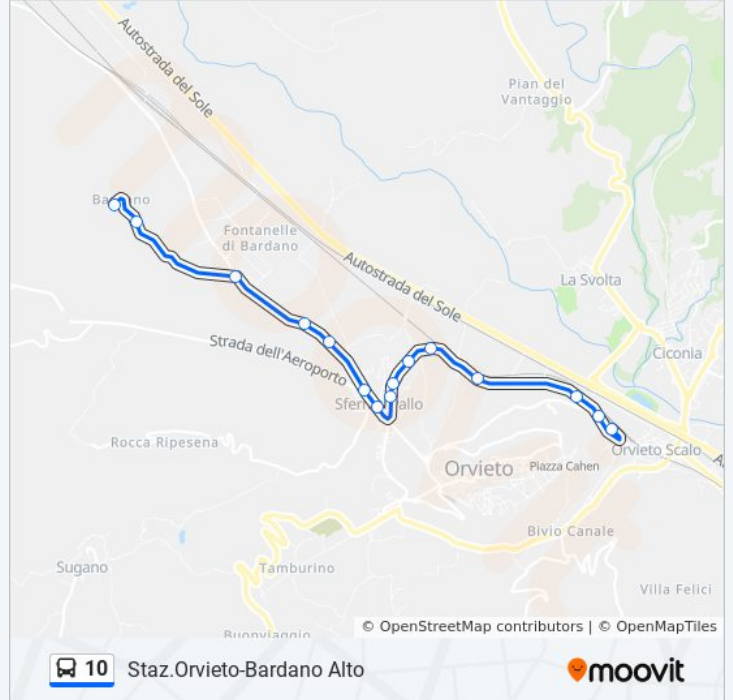 Autostrada del Sole
Pian del
Vantaggio
Fontanelle
di Bardano
Autostrada del Sole
La Svolta
Strada dell'Aeroporto
Ciconia
Rocca Ripesena
Orvieto
Piazza Cahen
Orvieto Scalo
Bivio Canale
Sugano
Tamburino
Villa Felici
Buonviaggio
© OpenStreetMap contributors | © OpenMapTiles
10 Staz.Orvieto-Bardano Alto
moovit